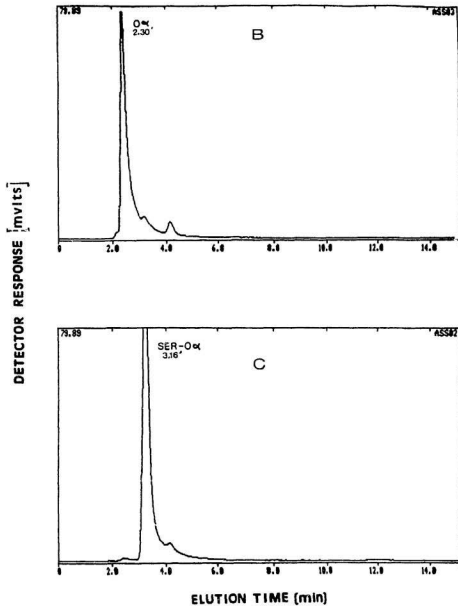 79.89
ASS03
Oα
2.30'
B
0 2.0 4.0 6.0 8.0 10.0 12.0 14.0
DETECTOR RESPONSE [mvlts]
79.89
ASS02
SER-Oα
3.16'
C
0 2.0 4.0 6.0 8.0 10.0 12.0 14.0
ELUTION TIME (min)